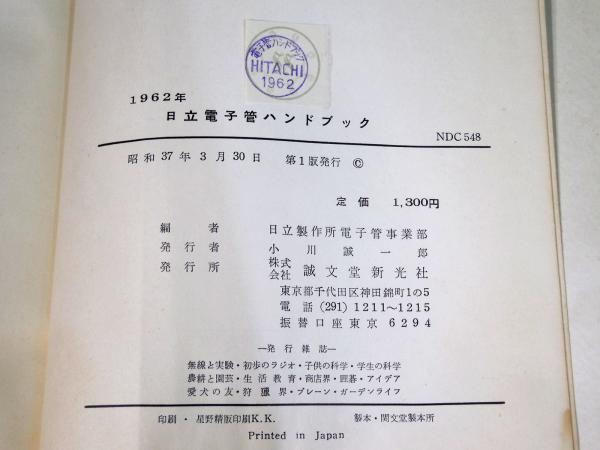 電子管ハンドブック
HITACHI
1962
1962年
日立電子管ハンドブック
NDC 548
昭和37年3月30日 第1版発行 ©
定価 1,300円
編者 日立製作所電子管事業部
発行者 小川誠一郎
発行所 株式会社 誠文堂新光社
東京都千代田区神田錦町1の5
電話 (291) 1211~1215
振替口座東京 6294
―発行雑誌―
無線と実験・初歩のラジオ・子供の科学・学生の科学
農耕と園芸・生活教育・商店界・囲碁・アイデア
愛犬の友・狩猟界・ブレーン・ガーデンライフ
印刷・星野精版印刷K.K. 製本・関文堂製本所
Printed in Japan